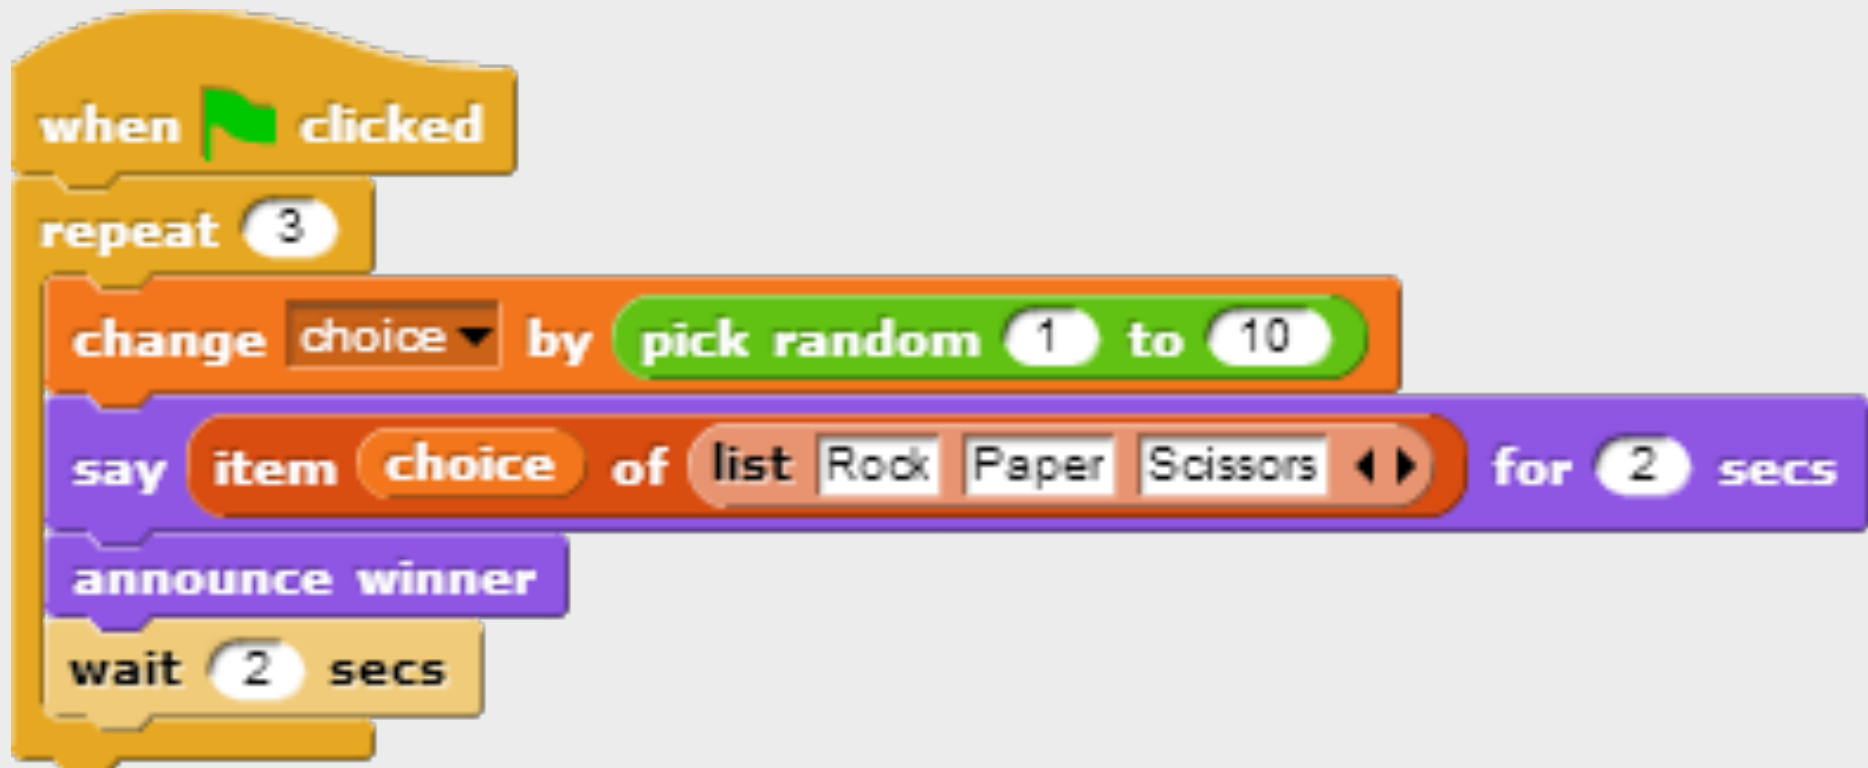 when clicked
repeat 3
change choice by pick random 1 to 10
say item choice of list Rock Paper Scissors for 2 secs
announce winner
wait 2 secs